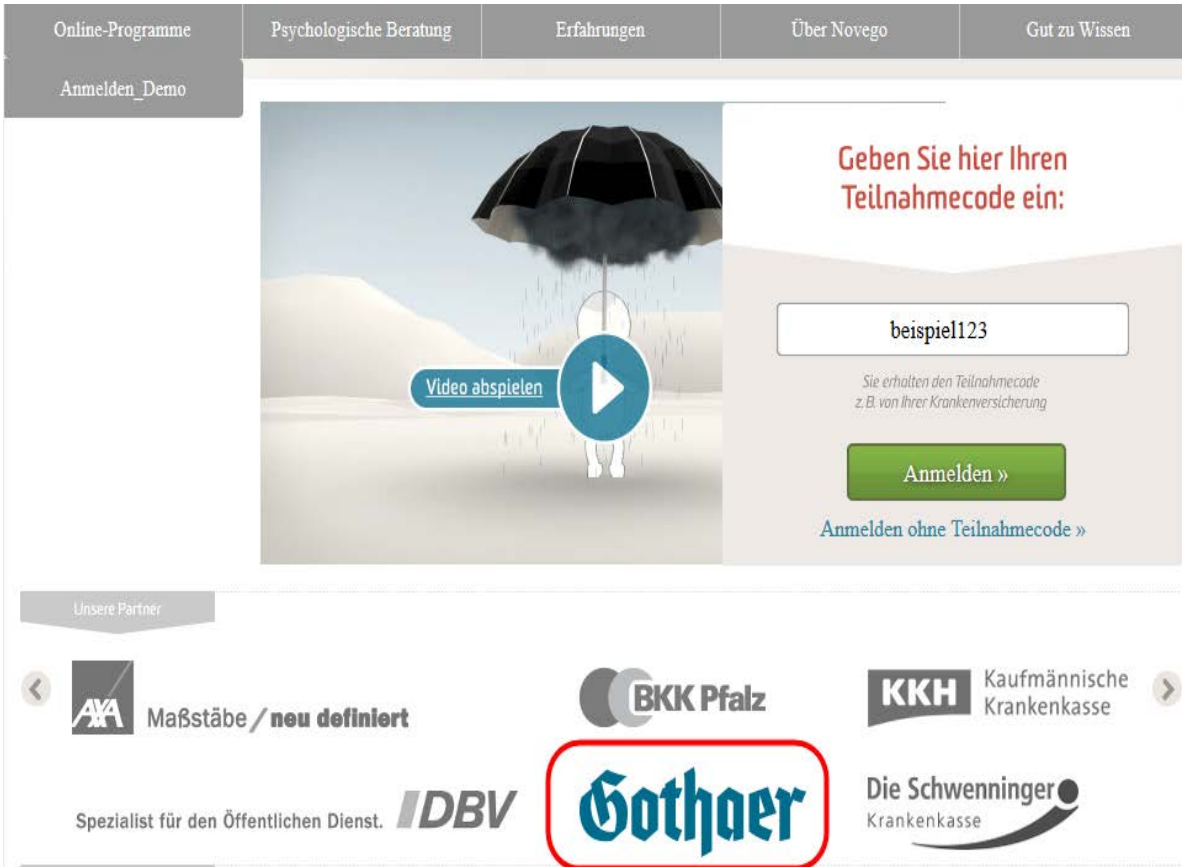 Online-Programme
Psychologische Beratung
Erfahrungen
Über Novego
Gut zu Wissen
Anmelden_Demo
Geben Sie hier Ihren
Teilnahmecode ein:
beispiel123
Video abspielen
Sie erhalten den Teilnahmecode
z.B. von Ihrer Krankenversicherung
Anmelden »
Anmelden ohne Teilnahmecode »
Unsere Partner
AXA Maßstäbe / neu definiert
BKK Pfalz
KKH Kaufmännische
Krankenkasse
Spezialist für den Öffentlichen Dienst. DBV
Gothaer
Die Schwenninger
Krankenkasse